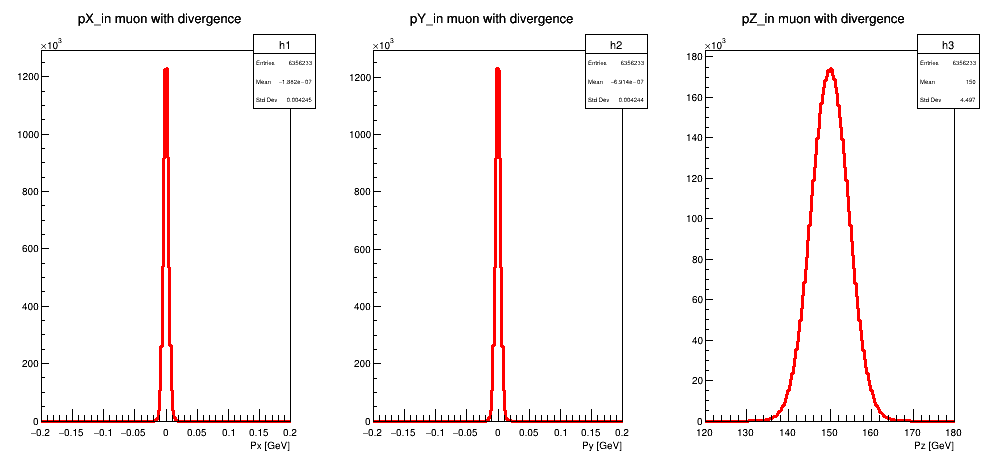 pX_in muon with divergence
×10³
h1
Entries 6356233
Mean −1.882e−07
Std Dev 0.004245
1200
1000
800
600
400
200
0
−0.2 −0.15 −0.1 −0.05 0 0.05 0.1 0.15 0.2
Px [GeV]
pY_in muon with divergence
×10³
h2
Entries 6356233
Mean −6.914e−07
Std Dev 0.004244
1200
1000
800
600
400
200
0
−0.2 −0.15 −0.1 −0.05 0 0.05 0.1 0.15 0.2
Py [GeV]
pZ_in muon with divergence
×10³
h3
Entries 6356233
Mean 150
Std Dev 4.497
180
160
140
120
100
80
60
40
20
0
120 130 140 150 160 170 180
Pz [GeV]